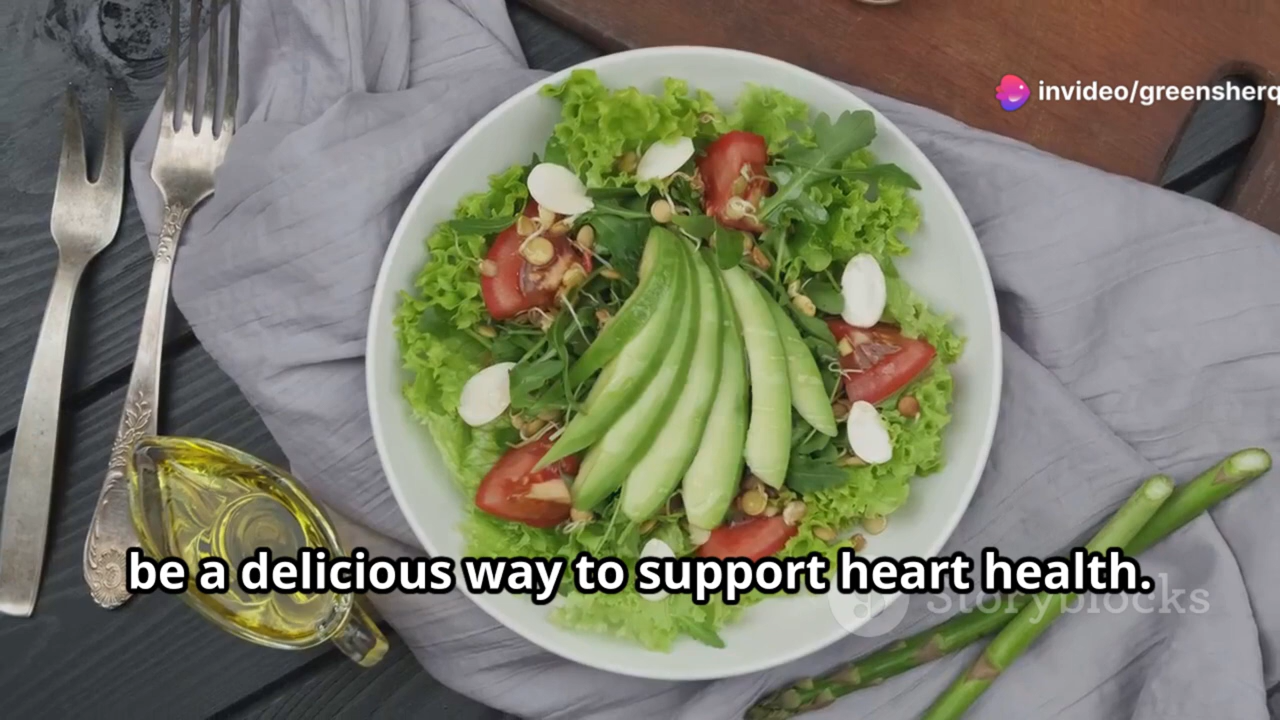 invideo/greensherq
be a delicious way to support heart health.
Storyblocks